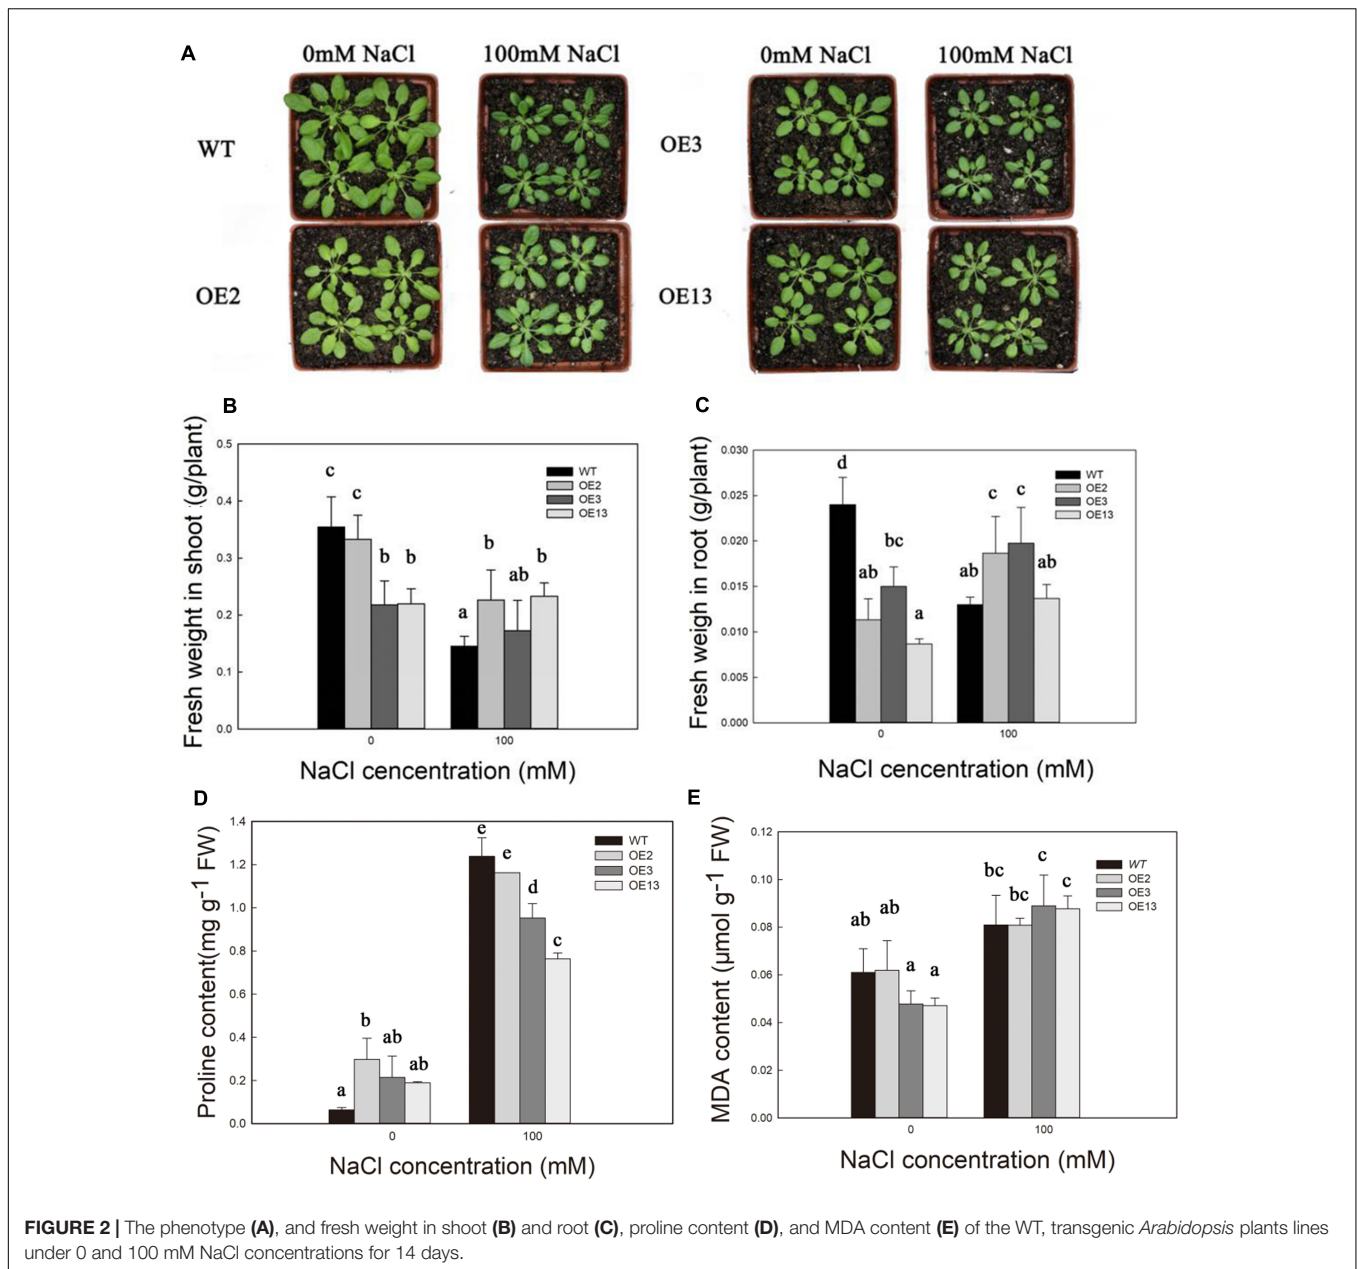 A
0mM NaCl 100mM NaCl 0mM NaCl 100mM NaCl
WT OE3
OE2 OE13
B
Fresh weight in shoot (g/plant)
0.5
0.4
0.3
0.2
0.1
0.0
c c b b a b ab b
WT
OE2
OE3
OE13
0 100
NaCl cencentration (mM)
C
Fresh weigh in root (g/plant)
0.030
0.025
0.020
0.015
0.010
0.005
0.000
d ab bc a ab c c ab
WT
OE2
OE3
OE13
0 100
NaCl cencentration (mM)
D
Proline content(mg g-1 FW)
1.4
1.2
1.0
0.8
0.6
0.4
0.2
0.0
a b ab ab e e d c
WT
OE2
OE3
OE13
0 100
NaCl concentration (mM)
E
MDA content (μmol g-1 FW)
0.12
0.10
0.08
0.06
0.04
0.02
0.00
ab ab a a bc bc c c
WT
OE2
OE3
OE13
0 100
NaCl concentration (mM)
FIGURE 2 | The phenotype (A), and fresh weight in shoot (B) and root (C), proline content (D), and MDA content (E) of the WT, transgenic Arabidopsis plants lines
under 0 and 100 mM NaCl concentrations for 14 days.